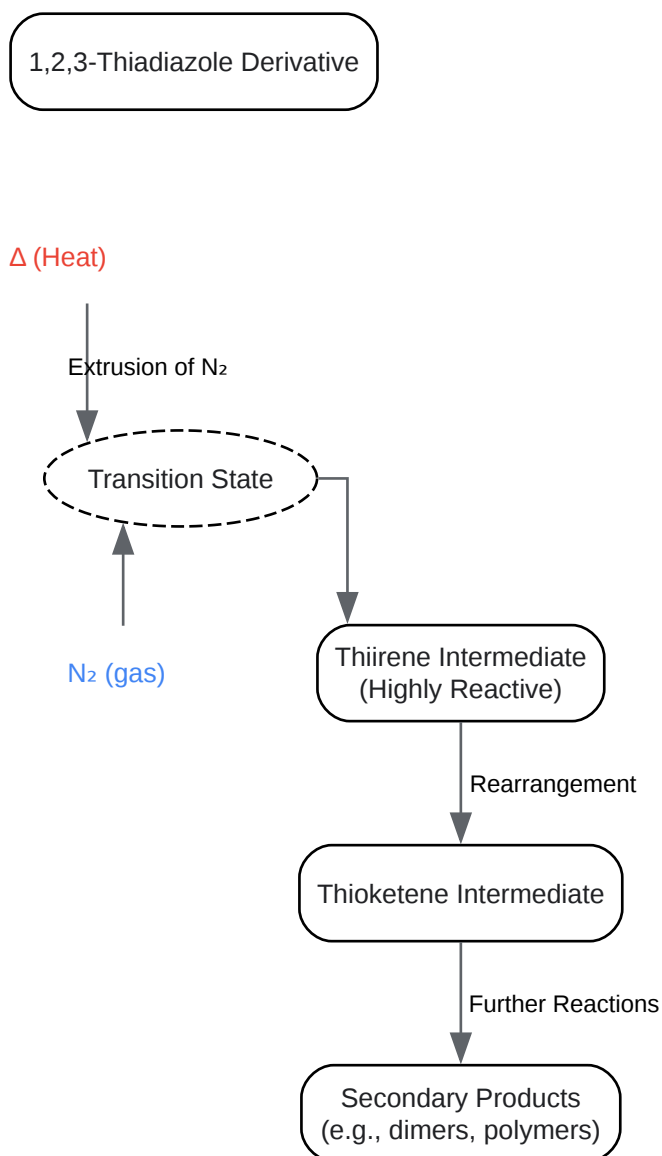 1,2,3-Thiadiazole Derivative
Δ (Heat)
Extrusion of N₂
Transition State
Thiirene Intermediate
(Highly Reactive)
N₂ (gas)
Rearrangement
Thioketene Intermediate
Further Reactions
Secondary Products
(e.g., dimers, polymers)